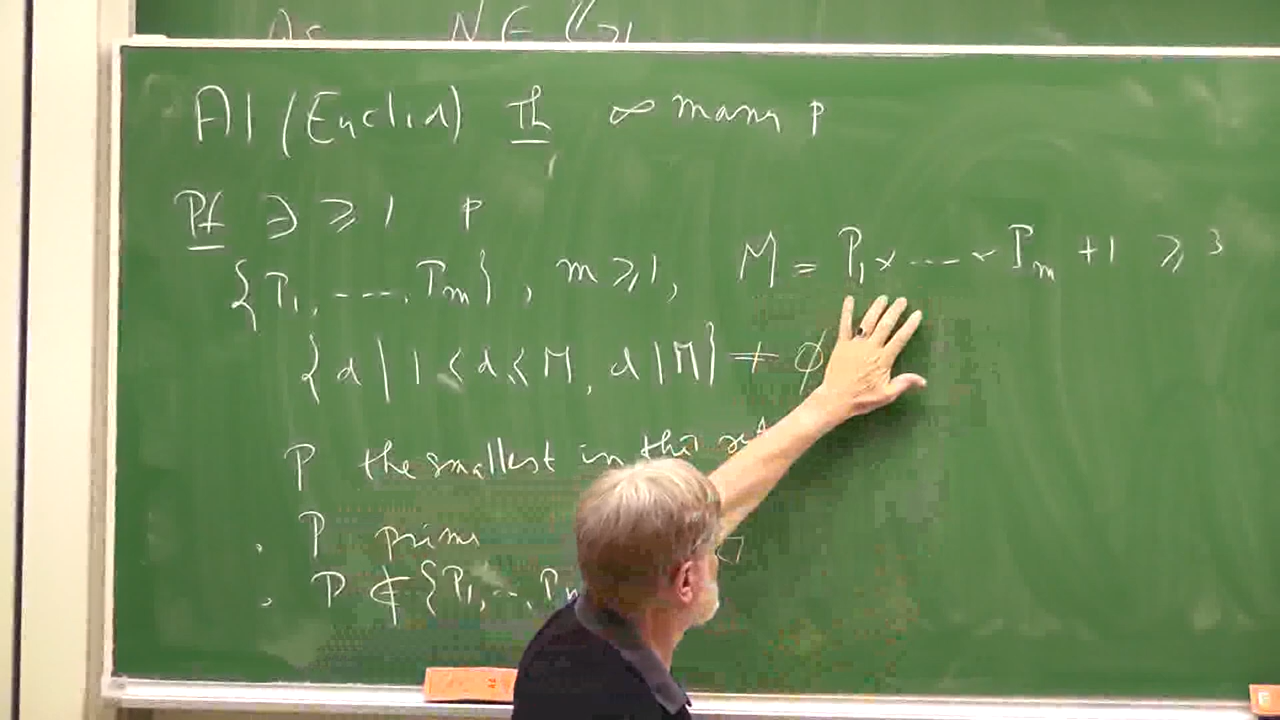 N ∈ ℤ≥1
A1 (Euclid) Th ∞ many p
Pf ∃ ≥ 1 p
{P1, ---, Pm}, m ≥ 1, M = P1 x ... x Pm + 1 ≥ 3
{d | 1 < d ≤ M, d | M} ≠ ∅
P the smallest in this set
. P prime
. P ∉ {P1, .., Pm